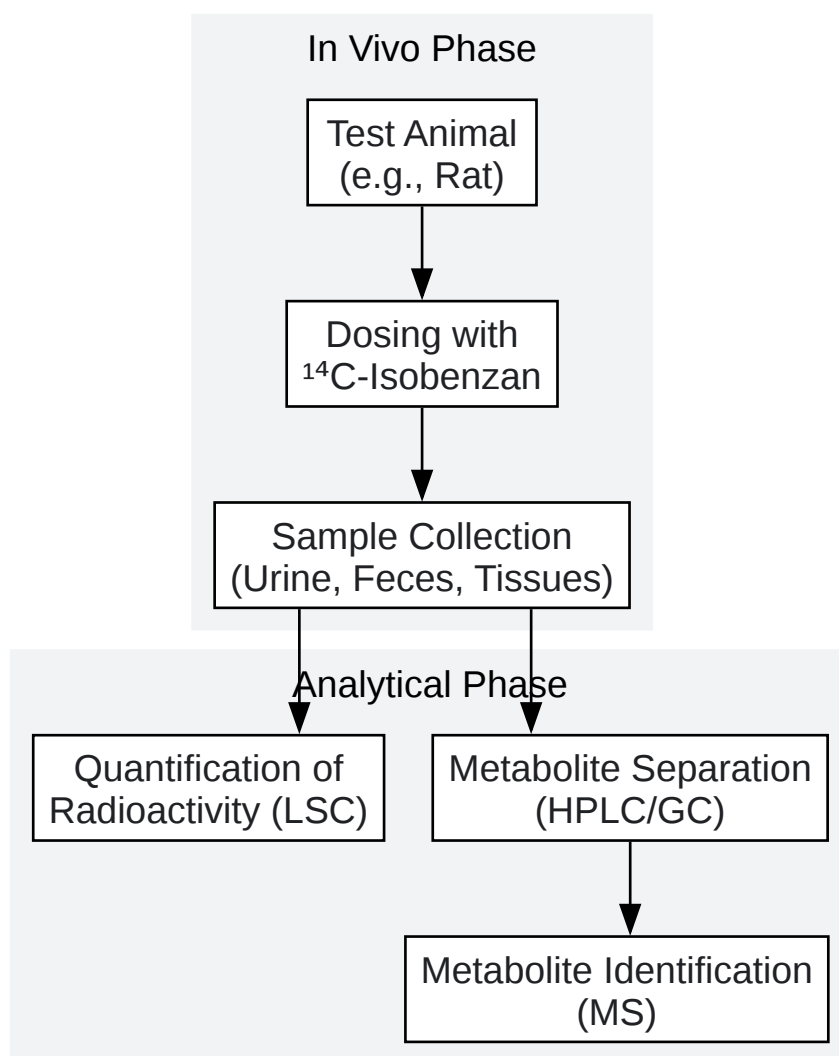 In Vivo Phase
Test Animal
(e.g., Rat)
Dosing with
¹⁴C-Isobenzan
Sample Collection
(Urine, Feces, Tissues)
Analytical Phase
Quantification of
Radioactivity (LSC)
Metabolite Separation
(HPLC/GC)
Metabolite Identification
(MS)